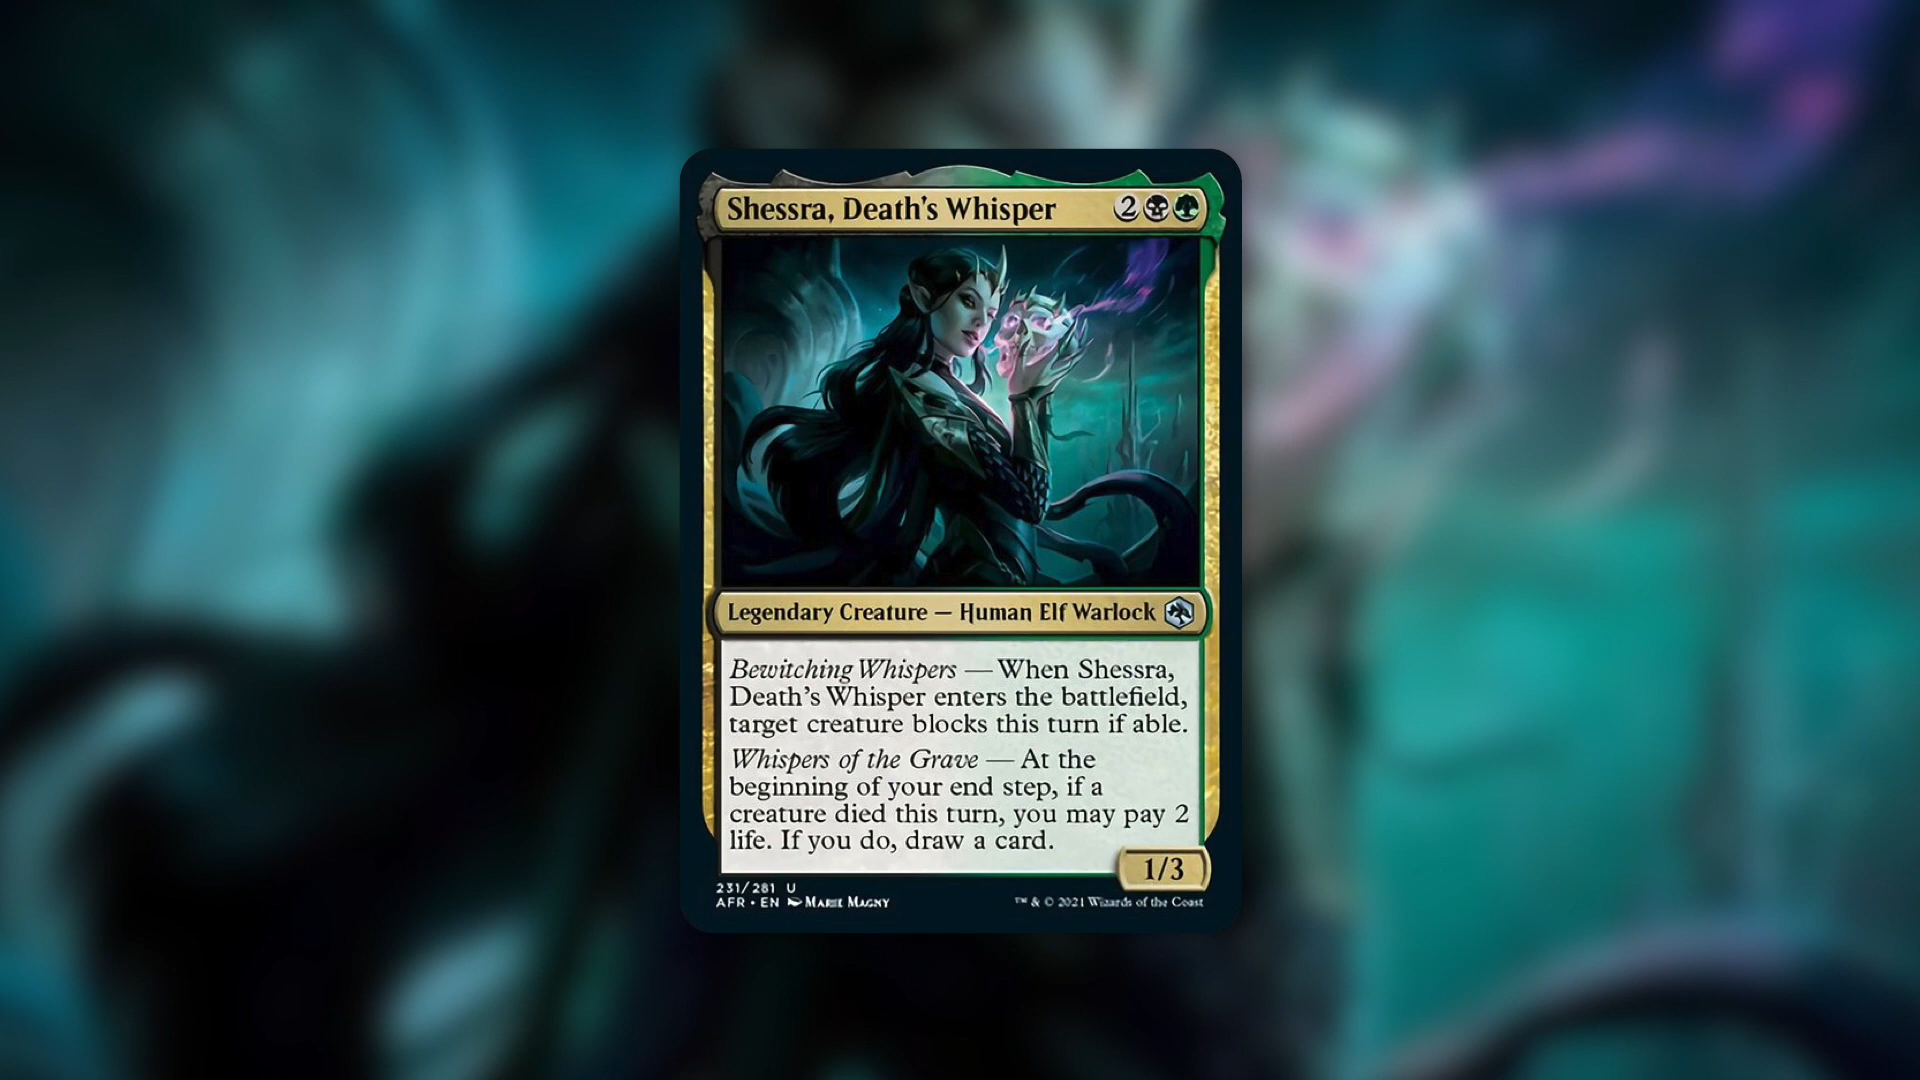 Shessra, Death's Whisper 2
Legendary Creature — Human Elf Warlock
Bewitching Whispers — When Shessra,
Death's Whisper enters the battlefield,
target creature blocks this turn if able.
Whispers of the Grave — At the
beginning of your end step, if a
creature died this turn, you may pay 2
life. If you do, draw a card.
1/3
231/281 U
AFR • EN Marie Magny
™ & © 2021 Wizards of the Coast